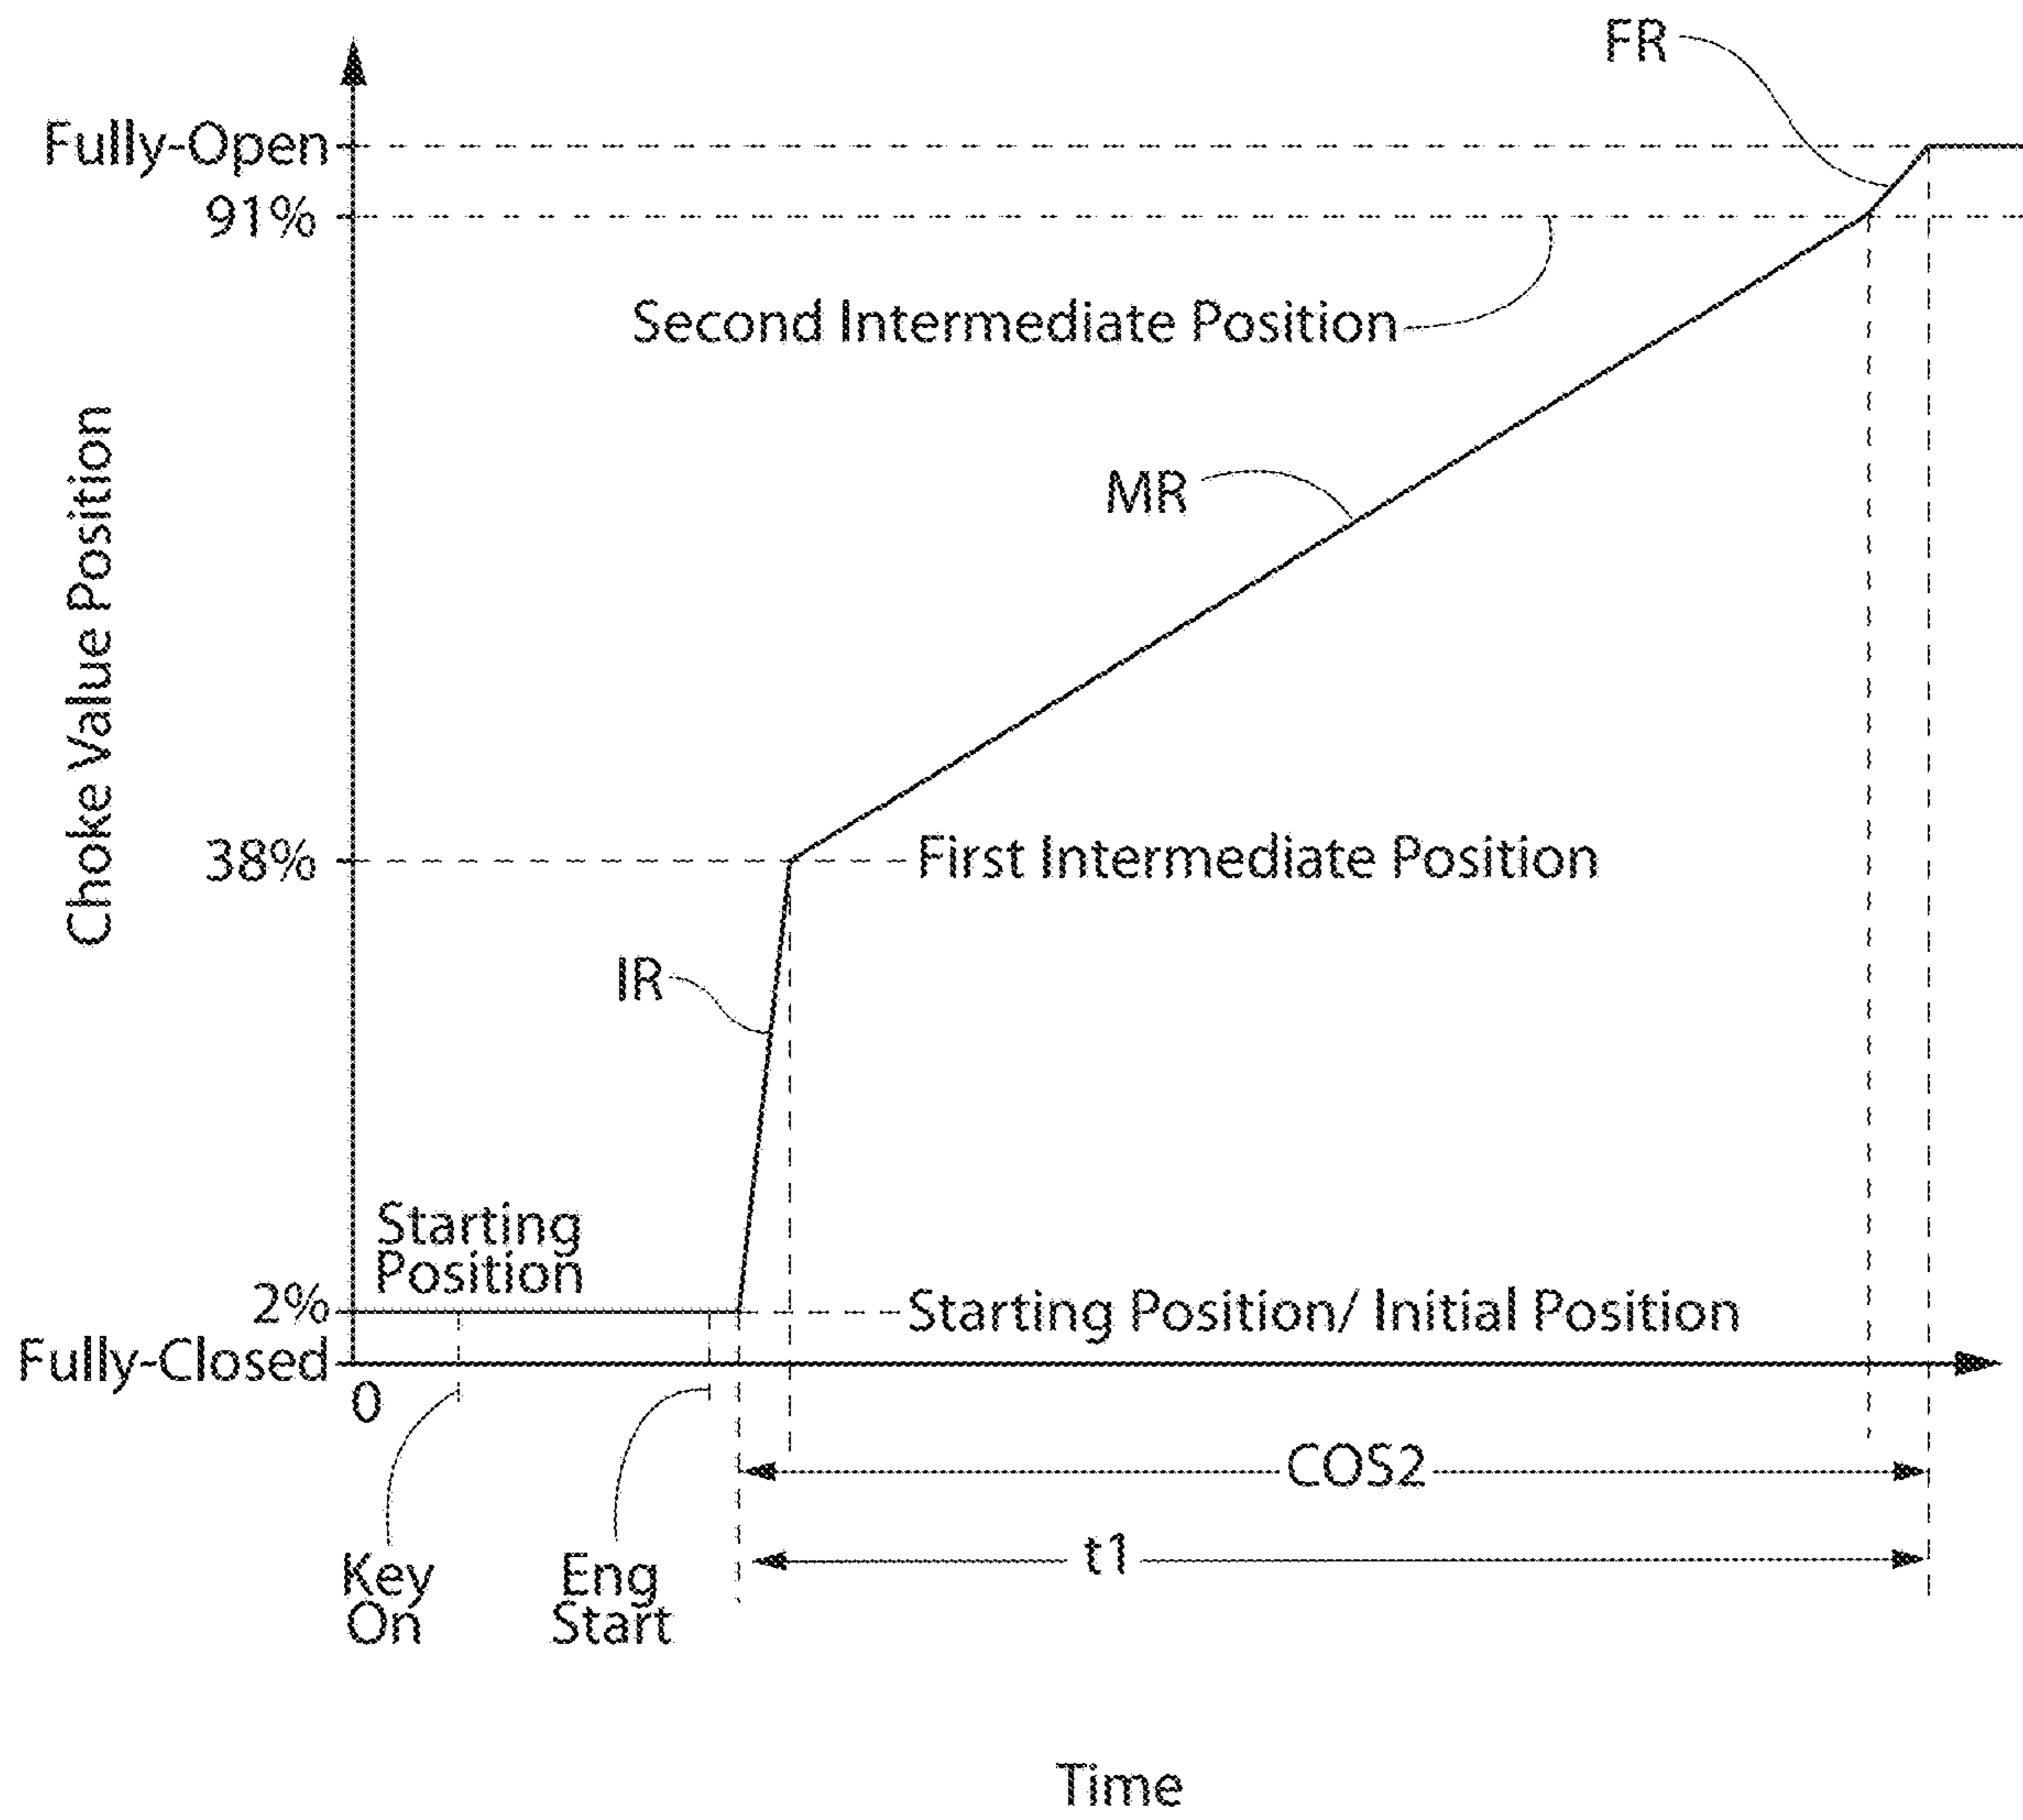 FR
Fully-Open
91%
Second Intermediate Position
MR
Choke Value Position
38%
First Intermediate Position
IR
Starting
Position
2%
Starting Position/ Initial Position
Fully-Closed
0
COS2
t1
Key
On
Eng
Start
Time